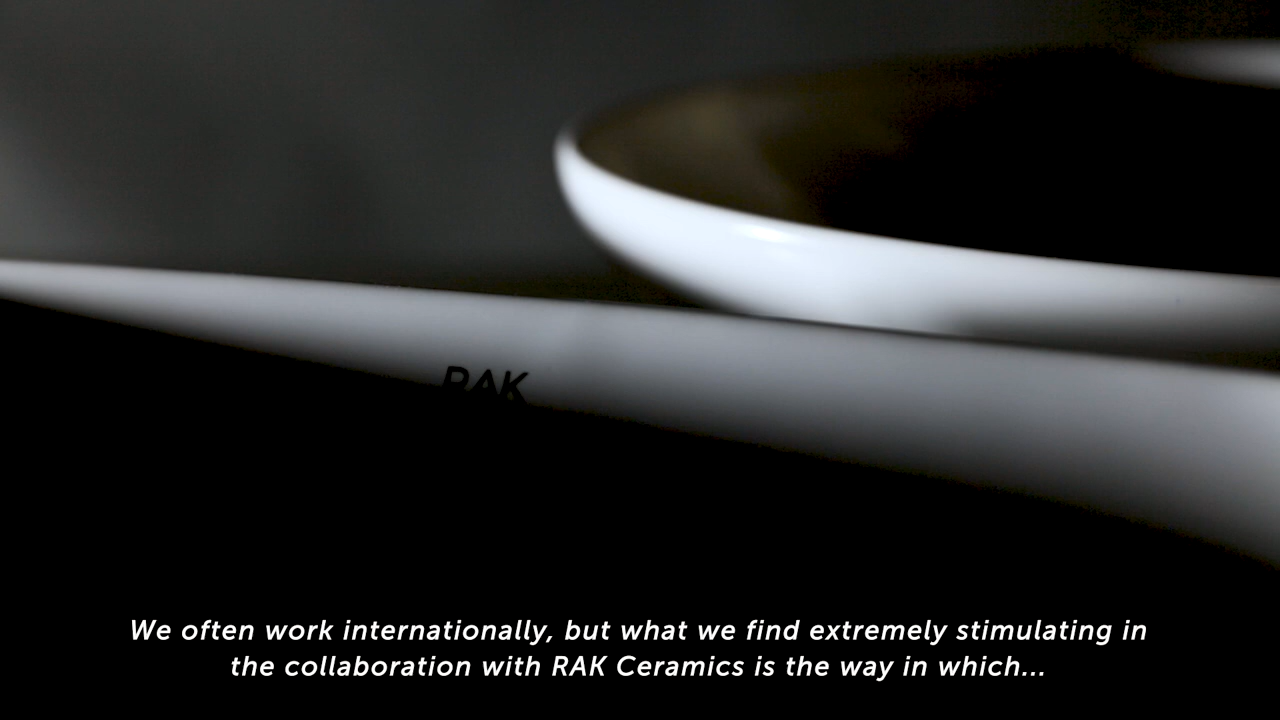 RAK
We often work internationally, but what we find extremely stimulating in
the collaboration with RAK Ceramics is the way in which...